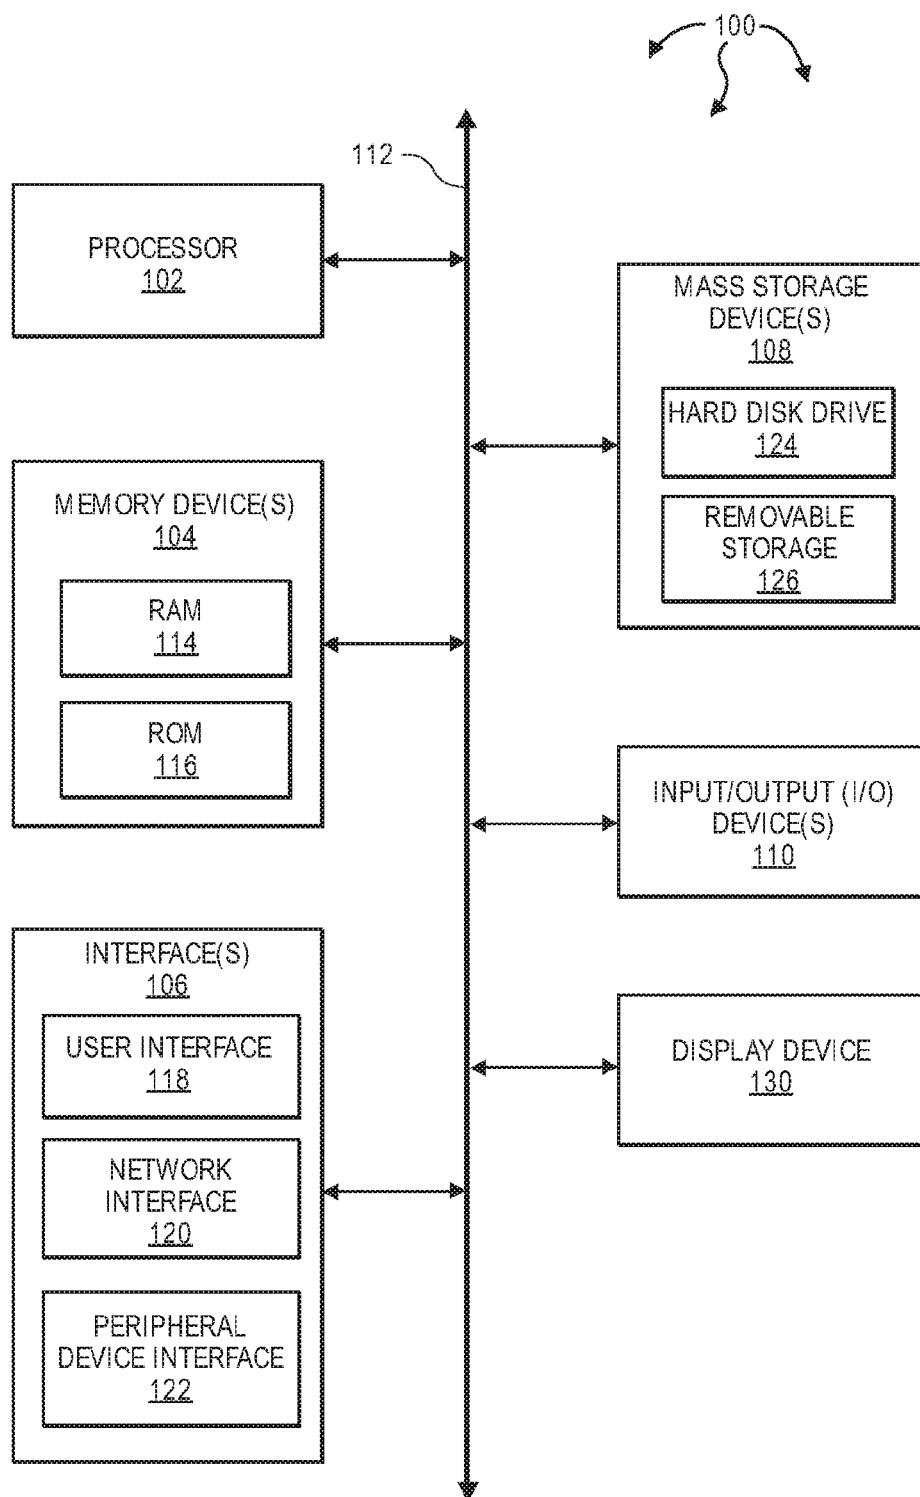 100
112
PROCESSOR
102
MASS STORAGE
DEVICE(S)
108
HARD DISK DRIVE
124
REMOVABLE
STORAGE
126
MEMORY DEVICE(S)
104
RAM
114
ROM
116
INPUT/OUTPUT (I/O)
DEVICE(S)
110
INTERFACE(S)
106
USER INTERFACE
118
NETWORK
INTERFACE
120
PERIPHERAL
DEVICE INTERFACE
122
DISPLAY DEVICE
130